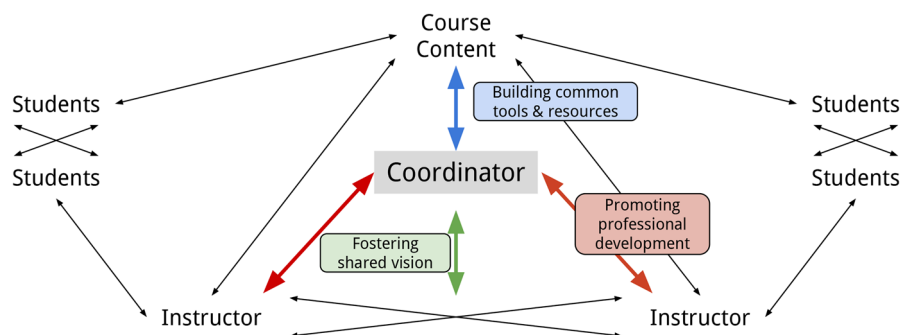 Course
Content
Building common
tools & resources
Students
Students
Students
Students
Coordinator
Promoting
professional
development
Fostering
shared vision
Instructor
Instructor